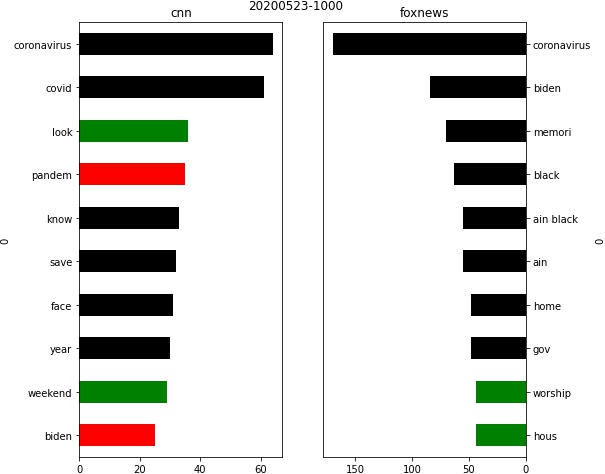 20200523-1000
cnn
coronavirus
covid
look
pandem
know
save
face
year
weekend
biden
0
0 20 40 60
foxnews
coronavirus
biden
memori
black
ain black
ain
home
gov
worship
hous
0
150 100 50 0